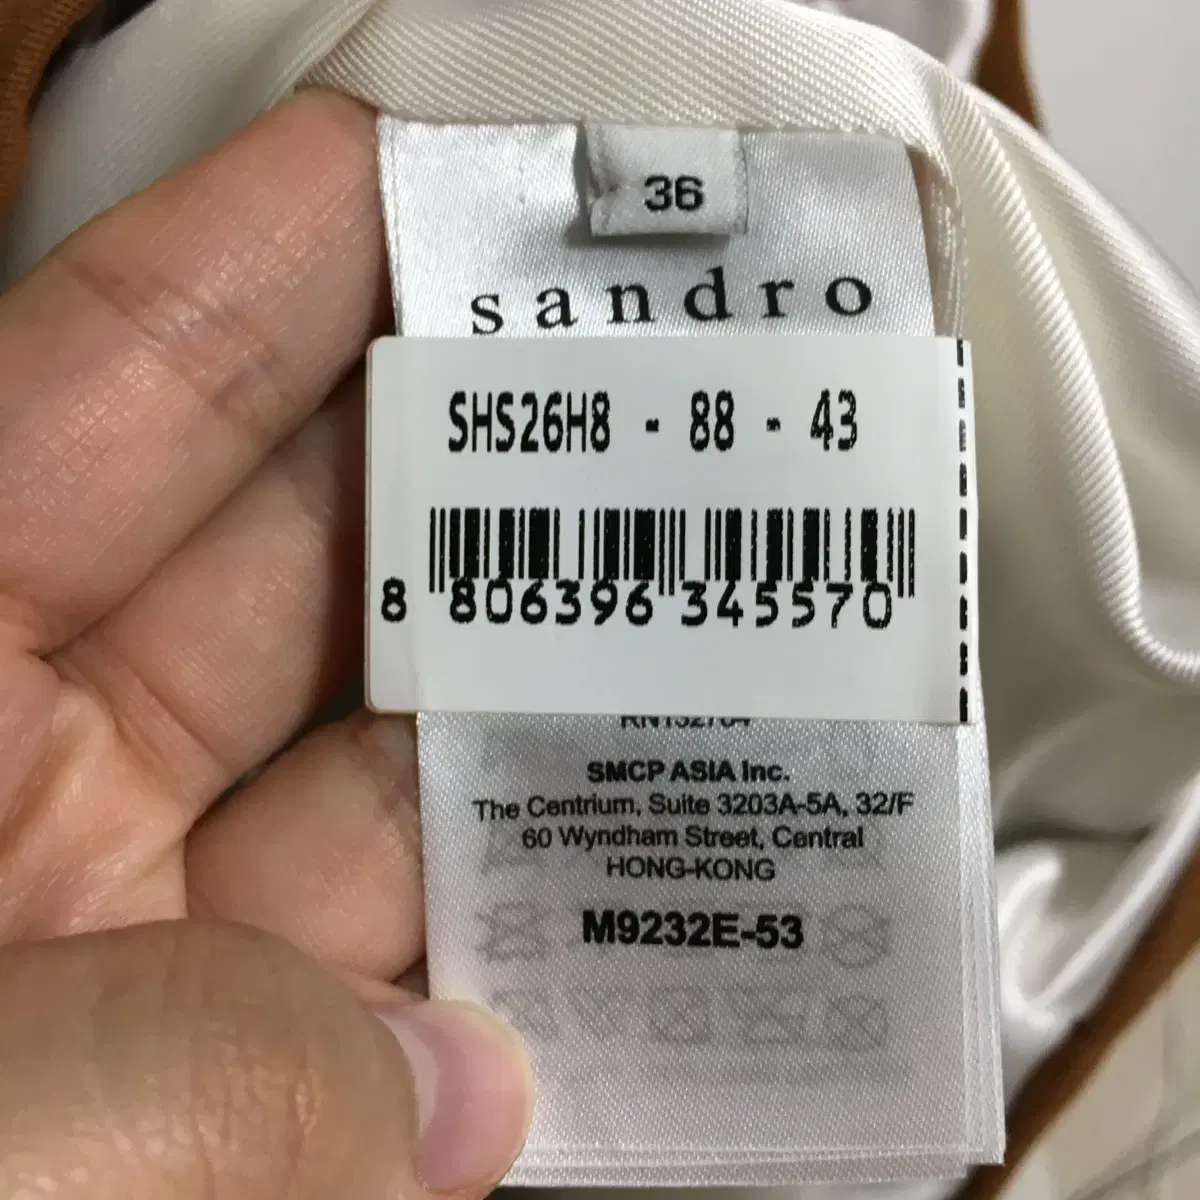 36
sandro
SHS26H8 - 88 - 43
8 806396 345570
RN132704
SMCP ASIA Inc.
The Centrium, Suite 3203A-5A, 32/F
60 Wyndham Street, Central
HONG-KONG
M9232E-53